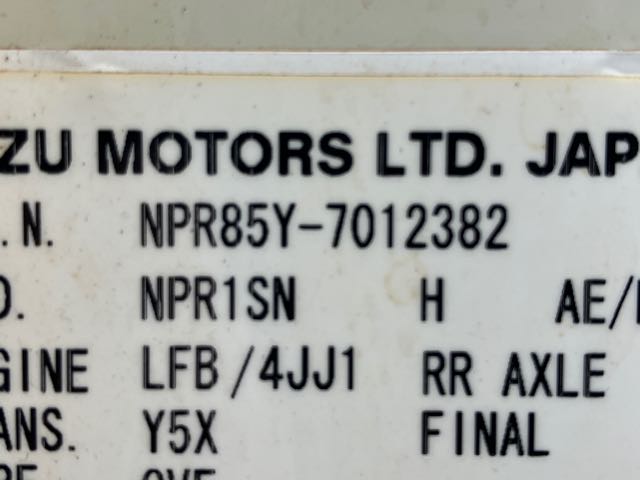 ZU MOTORS LTD. JAP
.N. NPR85Y-7012382
O. NPR1SN H AE/
GINE LFB/4JJ1 RR AXLE
ANS. Y5X FINAL